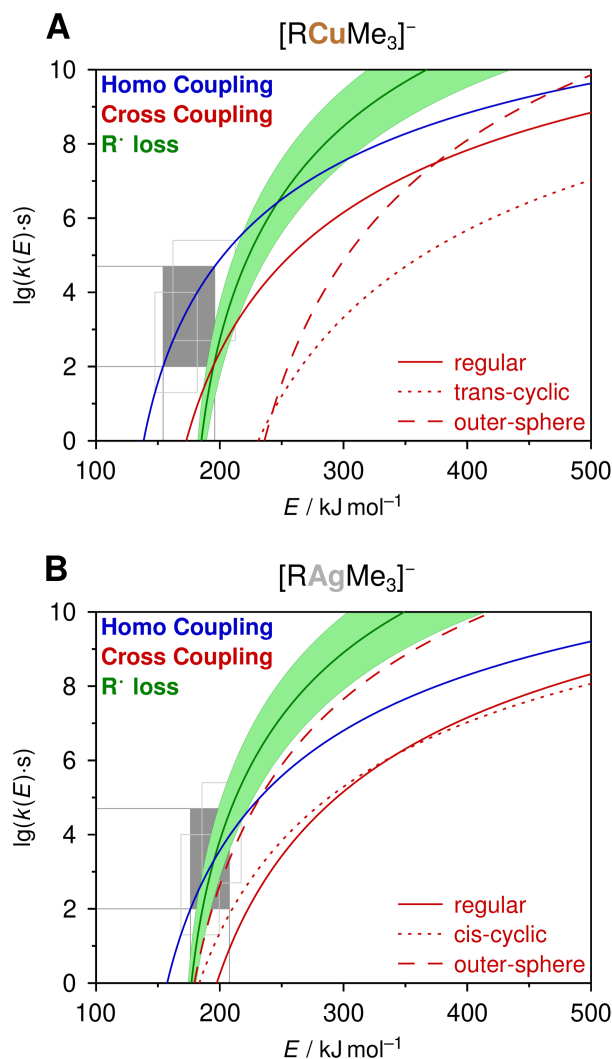 A
[RCuMe₃]⁻
Homo Coupling
Cross Coupling
R˙ loss
regular
trans-cyclic
outer-sphere
lg(k(E)·s)
10
8
6
4
2
0
100 200 300 400 500
E / kJ mol⁻¹
B
[RAgMe₃]⁻
Homo Coupling
Cross Coupling
R˙ loss
regular
cis-cyclic
outer-sphere
lg(k(E)·s)
10
8
6
4
2
0
100 200 300 400 500
E / kJ mol⁻¹